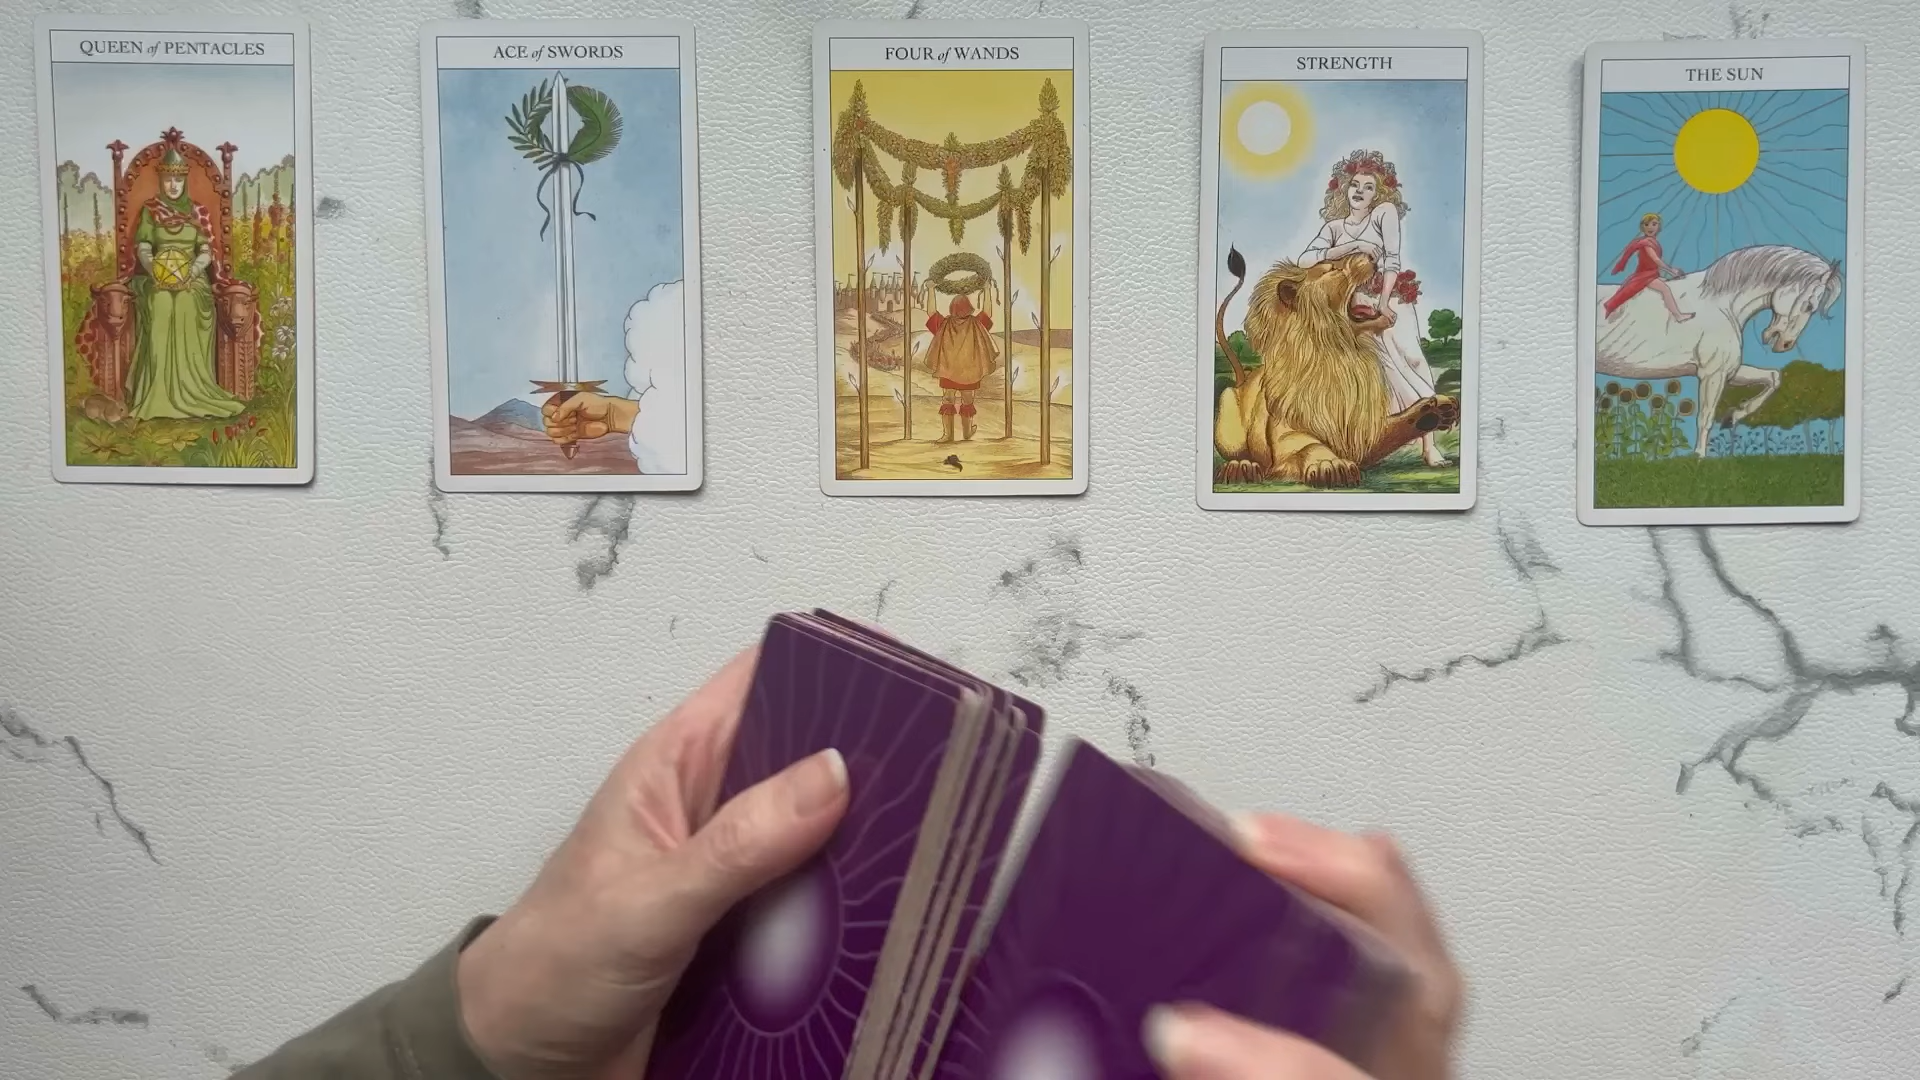 QUEEN of PENTACLES
ACE of SWORDS
FOUR of WANDS
STRENGTH
THE SUN